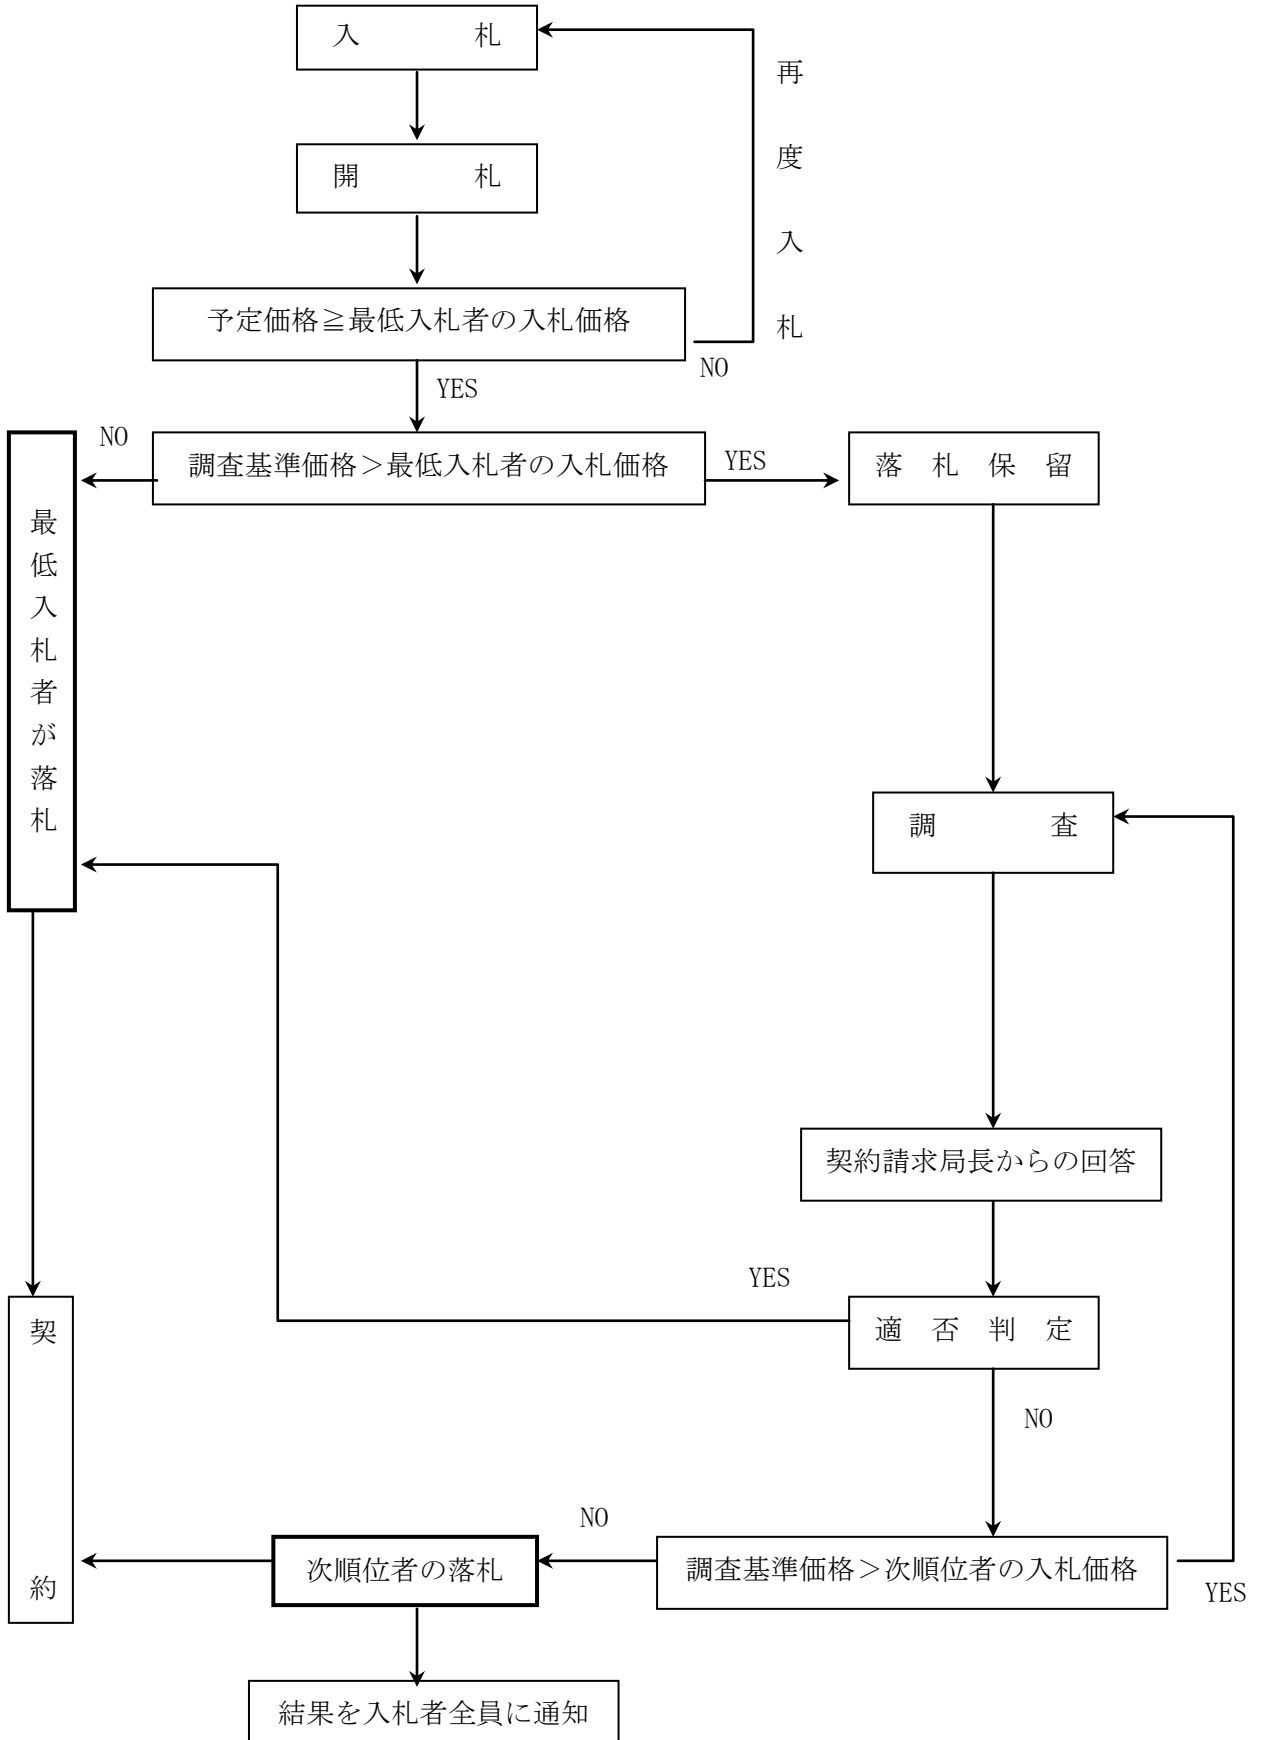 入札
再度入札
開札
予定価格≧最低入札者の入札価格
NO
YES
NO
調査基準価格＞最低入札者の入札価格
YES
落札保留
最低入札者が落札
調査
契約請求局長からの回答
YES
適否判定
NO
契約
NO
次順位者の落札
調査基準価格＞次順位者の入札価格
YES
結果を入札者全員に通知